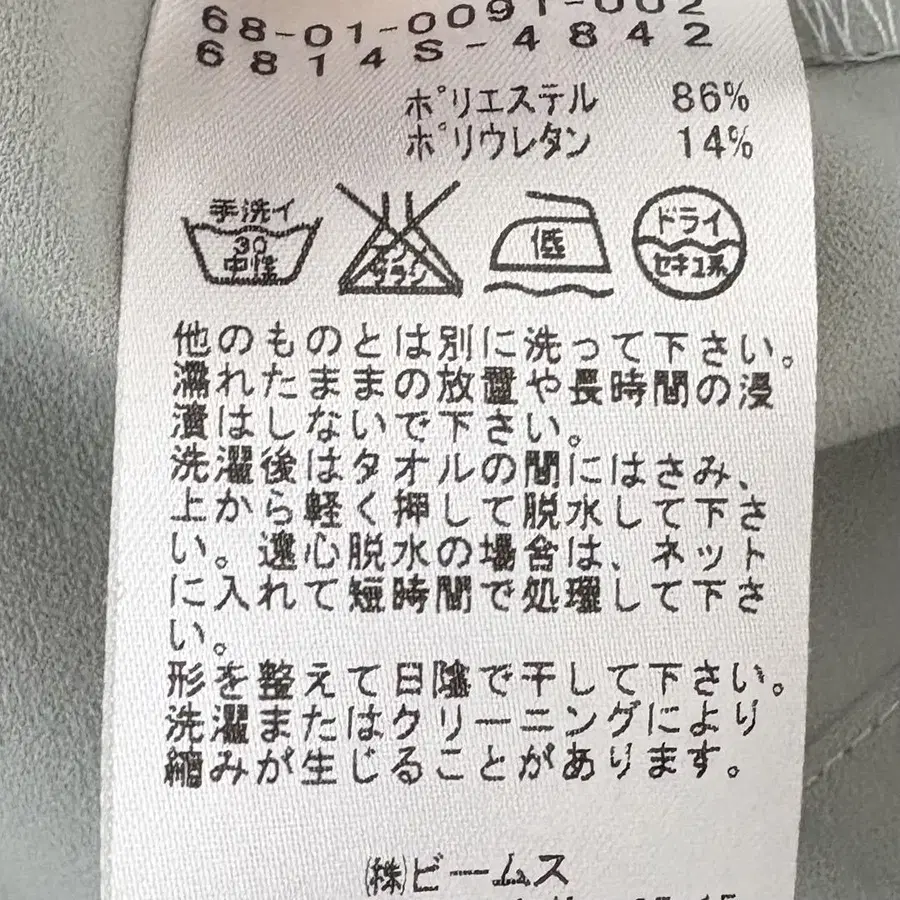 68-01-0091-002
6814S-4842
ポリエステル 86%
ポリウレタン 14%
手洗イ
30
中性
エンソ
サラシ
低
ドライ
セキユ系
他のものとは別に洗って下さい。
濡れたままの放置や長時間の浸
漬はしないで下さい。
洗濯後はタオルの間にはさみ、
上から軽く押して脱水して下さ
い。遠心脱水の場合は、ネット
に入れて短時間で処理して下さ
い。
形を整えて日陰で干して下さい。
洗濯またはクリーニングにより
縮みが生じることがあります。
(株)ビームス